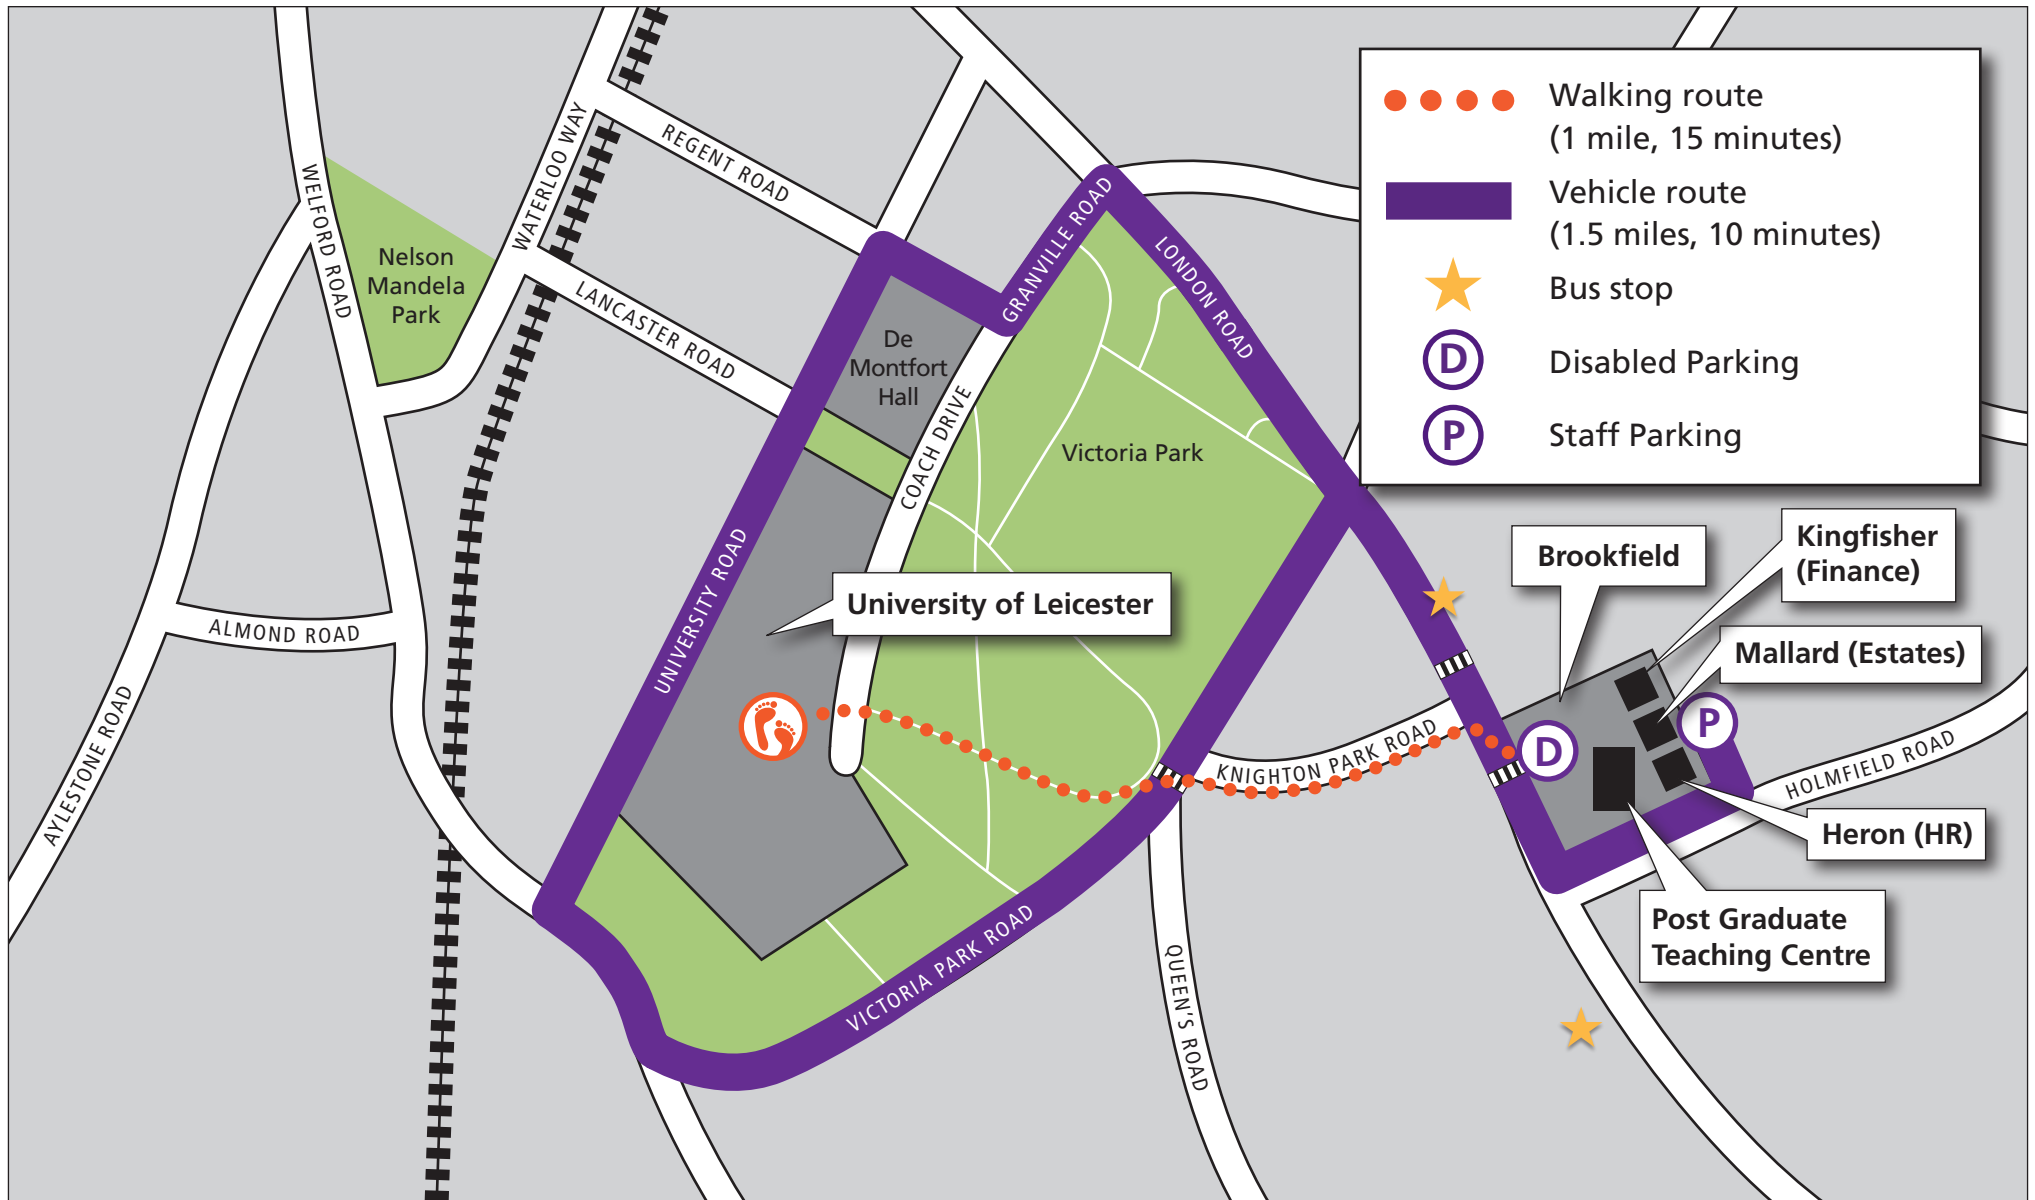 Walking route
(1 mile, 15 minutes)
Vehicle route
(1.5 miles, 10 minutes)
Bus stop
D
Disabled Parking
P
Staff Parking
WELFORD ROAD
WATERLOO WAY
REGENT ROAD
Nelson
Mandela
Park
LANCASTER ROAD
De
Montfort
Hall
GRANVILLE ROAD
LONDON ROAD
COACH DRIVE
Victoria Park
UNIVERSITY ROAD
University of Leicester
ALMOND ROAD
AYLESTONE ROAD
Brookfield
Kingfisher
(Finance)
Mallard (Estates)
P
D
KNIGHTON PARK ROAD
HOLMFIELD ROAD
Heron (HR)
Post Graduate
Teaching Centre
VICTORIA PARK ROAD
QUEEN'S ROAD